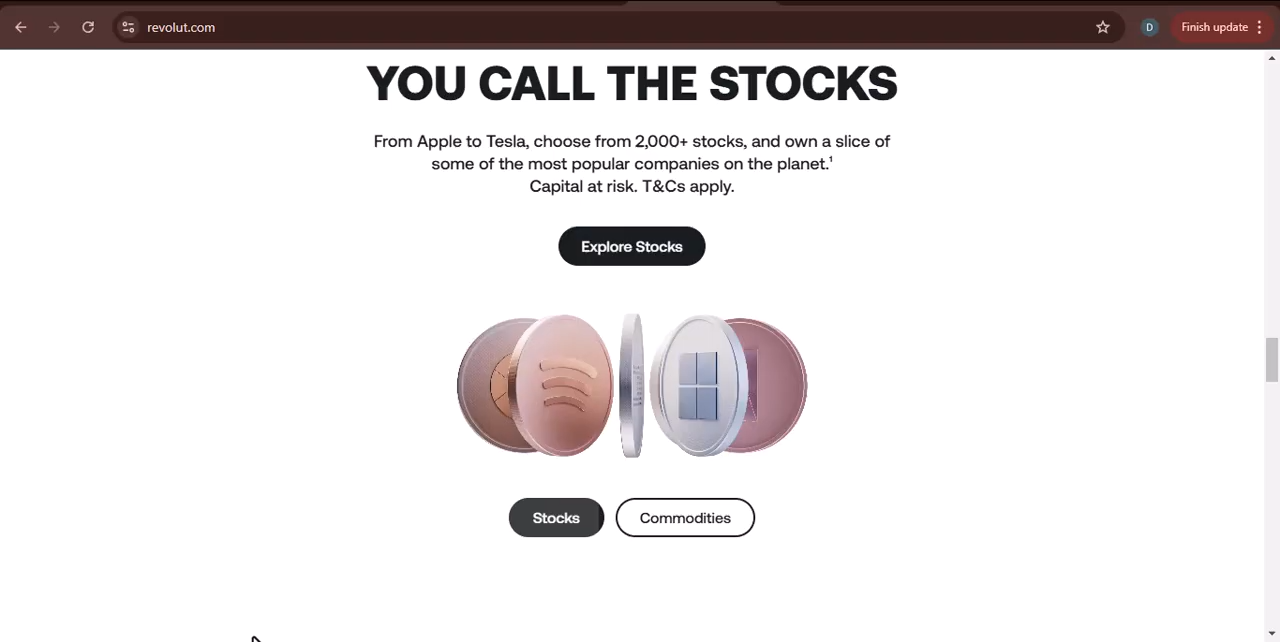 revolut.com
D
Finish update
YOU CALL THE STOCKS
From Apple to Tesla, choose from 2,000+ stocks, and own a slice of
some of the most popular companies on the planet.¹
Capital at risk. T&Cs apply.
Explore Stocks
Stocks
Commodities